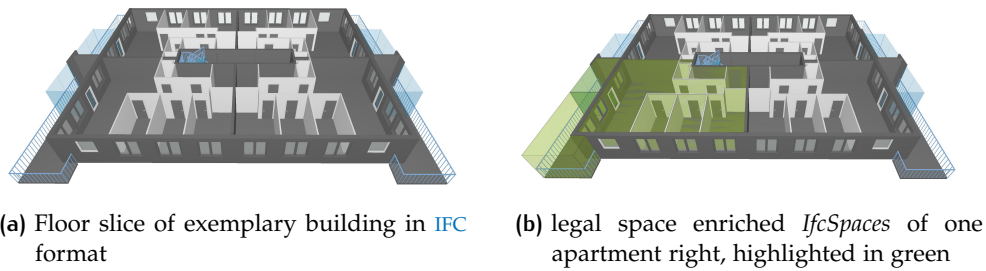 (a) Floor slice of exemplary building in IFC
format
(b) legal space enriched IfcSpaces of one
apartment right, highlighted in green